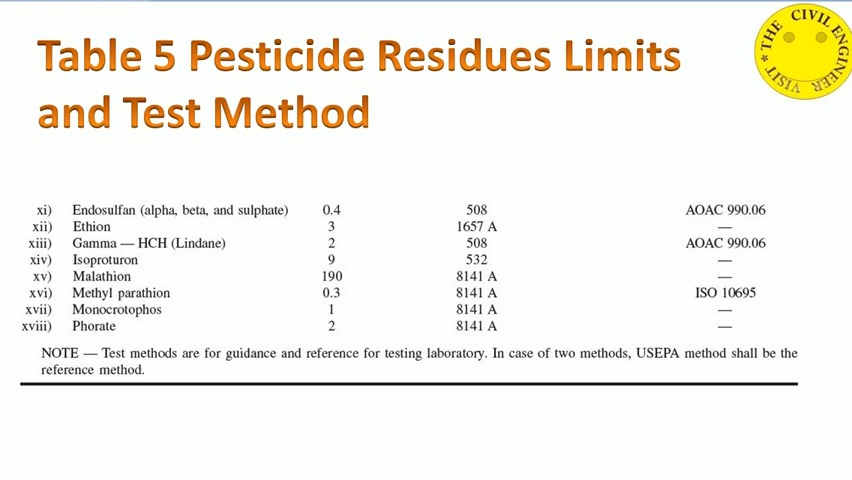 Table 5 Pesticide Residues Limits
and Test Method
* THE CIVIL ENGINEER VISIT
xi) Endosulfan (alpha, beta, and sulphate) 0.4 508 AOAC 990.06
xii) Ethion 3 1657 A —
xiii) Gamma — HCH (Lindane) 2 508 AOAC 990.06
xiv) Isoproturon 9 532 —
xv) Malathion 190 8141 A —
xvi) Methyl parathion 0.3 8141 A ISO 10695
xvii) Monocrotophos 1 8141 A —
xviii) Phorate 2 8141 A —
NOTE — Test methods are for guidance and reference for testing laboratory. In case of two methods, USEPA method shall be the
reference method.